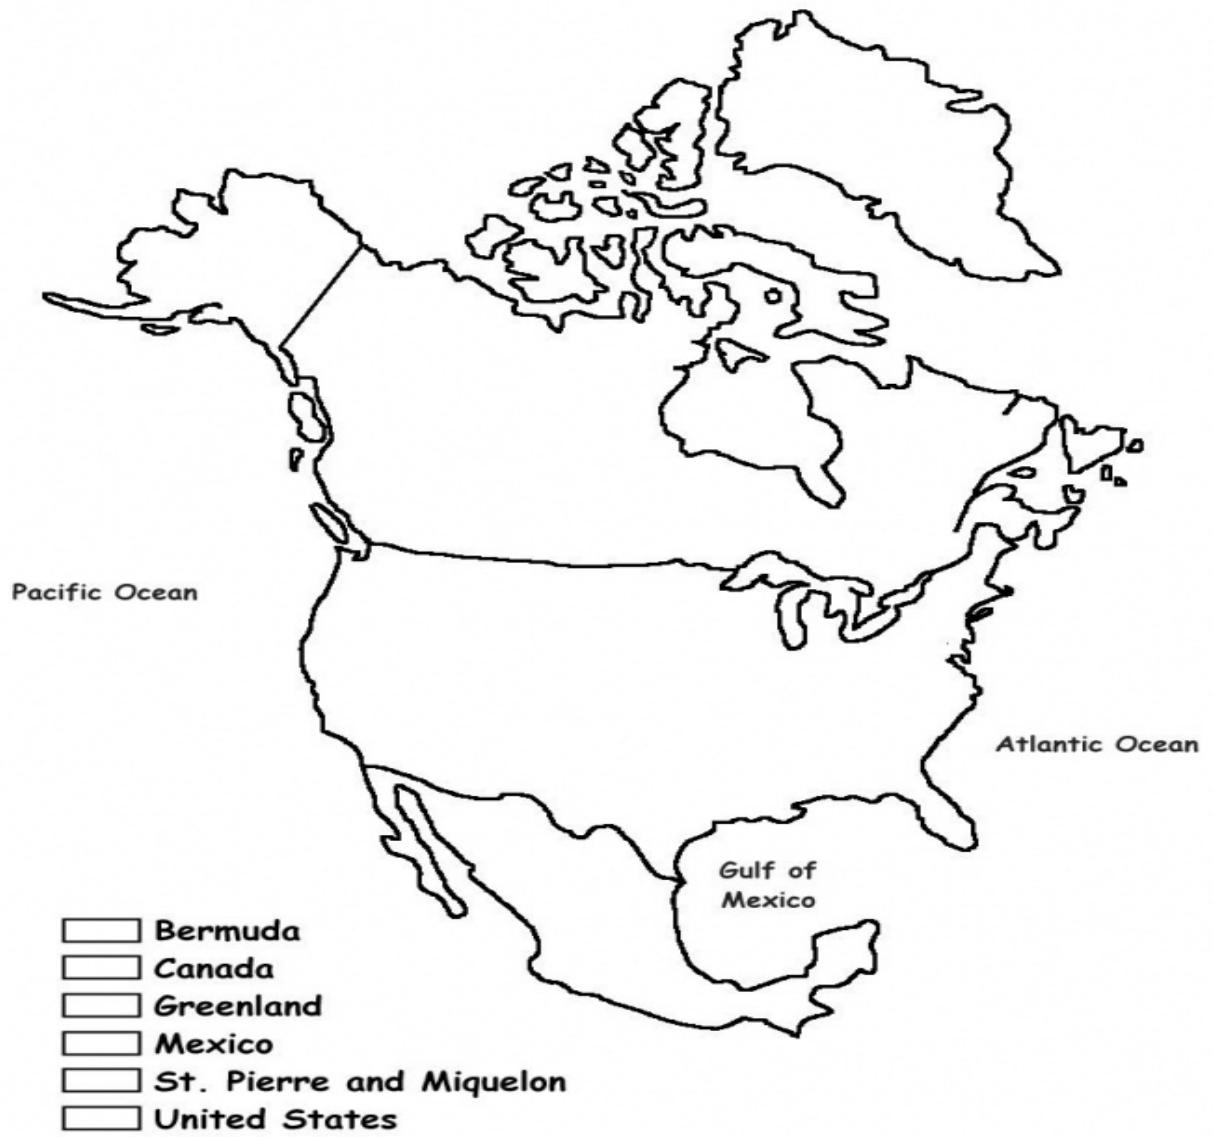 Pacific Ocean
Atlantic Ocean
Gulf of
Mexico
Bermuda
Canada
Greenland
Mexico
St. Pierre and Miquelon
United States